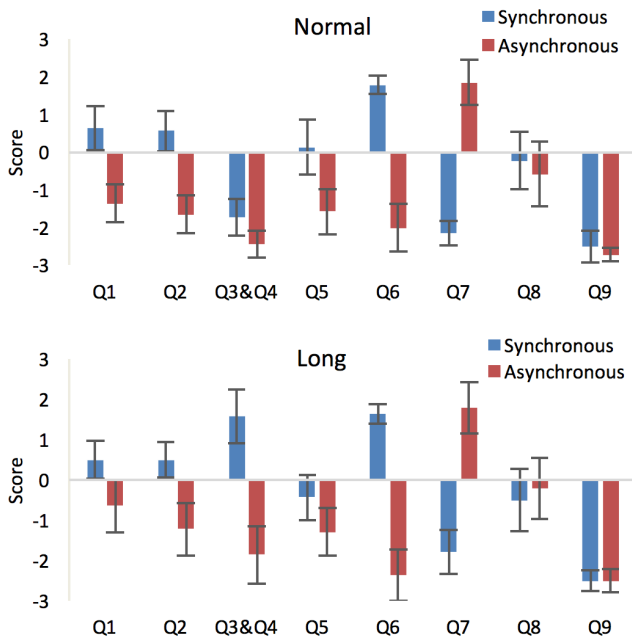 Normal
Synchronous
Asynchronous
3
2
1
0
-1
-2
-3
Score
Q1 Q2 Q3&Q4 Q5 Q6 Q7 Q8 Q9
Long
Synchronous
Asynchronous
3
2
1
0
-1
-2
-3
Score
Q1 Q2 Q3&Q4 Q5 Q6 Q7 Q8 Q9